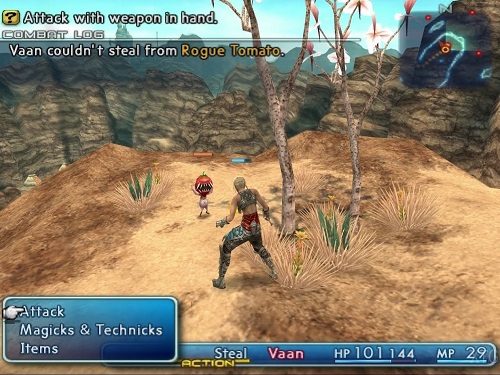 ? Attack with weapon in hand.
COMBAT LOG
Vaan couldn't steal from Rogue Tomato.
N
Attack
Magicks & Technicks
Items
Steal Vaan HP 101 144 MP 29
ACTION